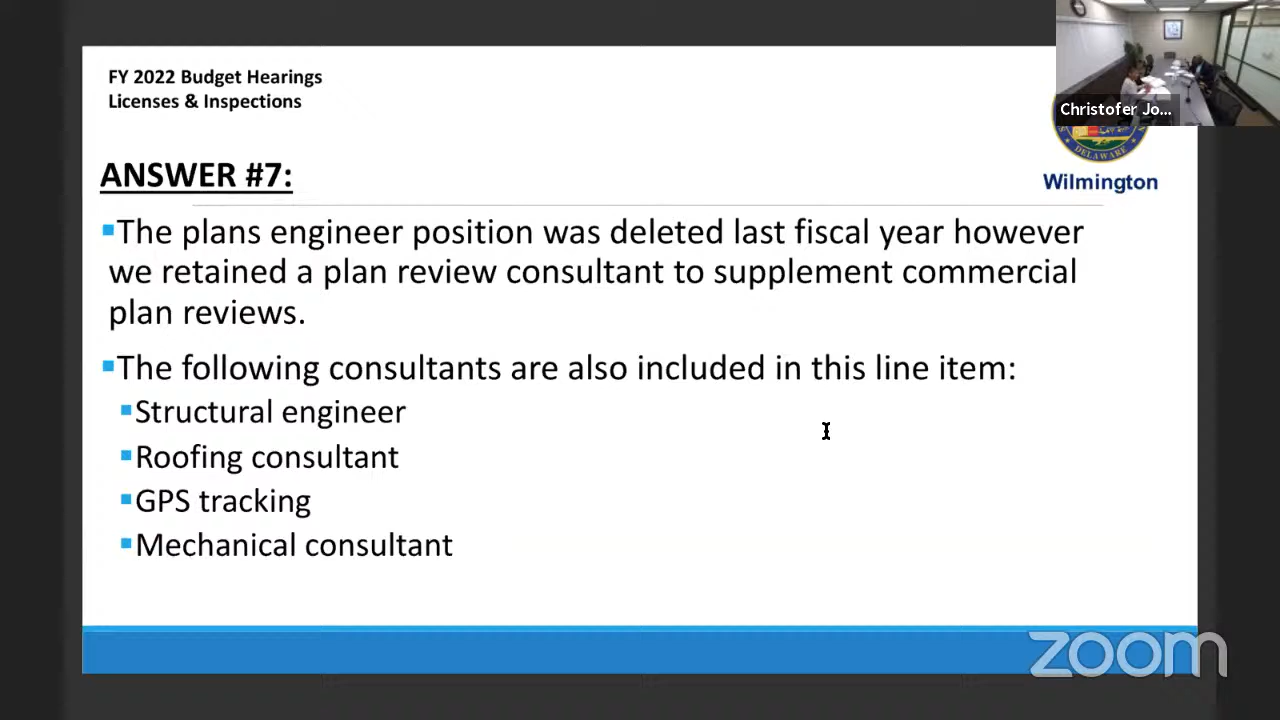 FY 2022 Budget Hearings
Licenses & Inspections
Christofer Jo...
DELAWARE
Wilmington
ANSWER #7:
▪The plans engineer position was deleted last fiscal year however
we retained a plan review consultant to supplement commercial
plan reviews.
▪The following consultants are also included in this line item:
▪Structural engineer
▪Roofing consultant
▪GPS tracking
▪Mechanical consultant
zoom